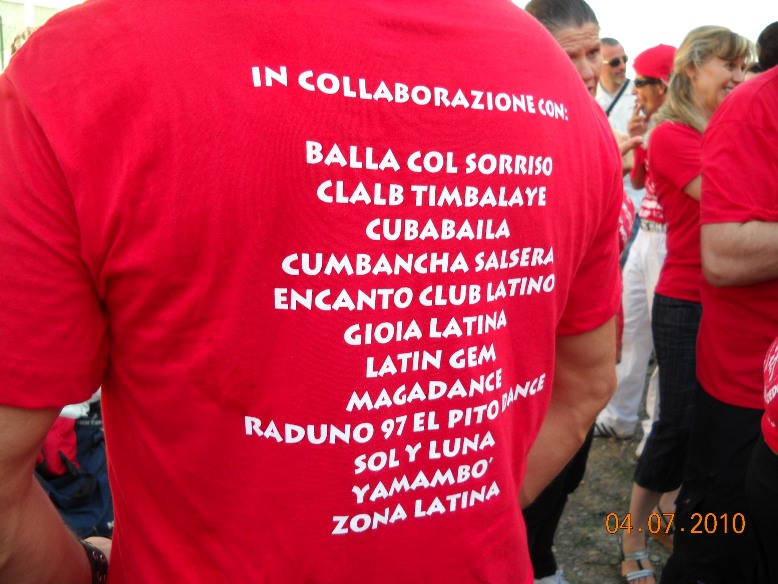 IN COLLABORAZIONE CON:
BALLA COL SORRISO
CLALB TIMBALAYE
CUBABAILA
CUMBANCHA SALSERA
ENCANTO CLUB LATINO
GIOIA LATINA
LATIN GEM
MAGADANCE
RADUNO 97 EL PITO DANCE
SOL Y LUNA
YAMAMBO'
ZONA LATINA
04.07.2010